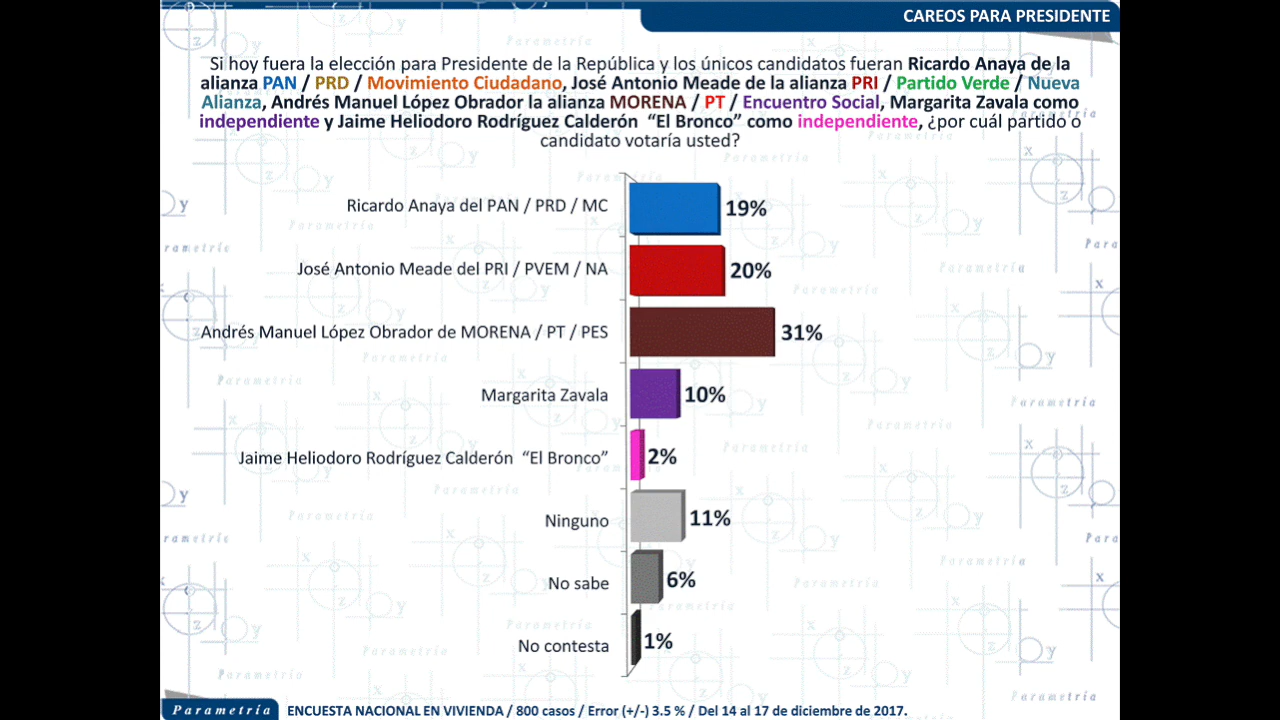 CAREOS PARA PRESIDENTE
Si hoy fuera la elección para Presidente de la República y los únicos candidatos fueran Ricardo Anaya de la
alianza PAN / PRD / Movimiento Ciudadano, José Antonio Meade de la alianza PRI / Partido Verde / Nueva
Alianza, Andrés Manuel López Obrador la alianza MORENA / PT / Encuentro Social, Margarita Zavala como
independiente y Jaime Heliodoro Rodríguez Calderón “El Bronco” como independiente, ¿por cuál partido o
candidato votaría usted?
Ricardo Anaya del PAN / PRD / MC 19%
José Antonio Meade del PRI / PVEM / NA 20%
Andrés Manuel López Obrador de MORENA / PT / PES 31%
Margarita Zavala 10%
Jaime Heliodoro Rodríguez Calderón “El Bronco” 2%
Ninguno 11%
No sabe 6%
No contesta 1%
Parametría ENCUESTA NACIONAL EN VIVIENDA / 800 casos / Error (+/-) 3.5 % / Del 14 al 17 de diciembre de 2017.